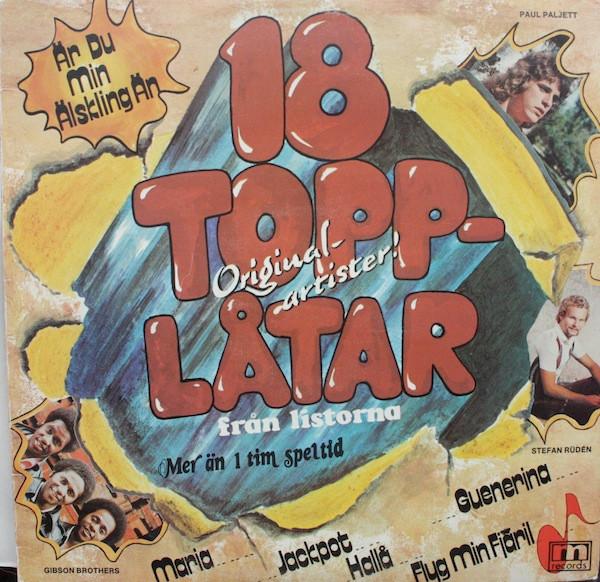 PAUL PALJETT
Är Du
Min
Älskling Än
18
TOPP-
Original-
artister!
LÅTAR
från listorna
Mer än 1 tim speltid
STEFAN RÜDÉN
Guenerina
GIBSON BROTHERS
Maria
Jackpot
Hallå
Flyg Min Fjäril
m
records